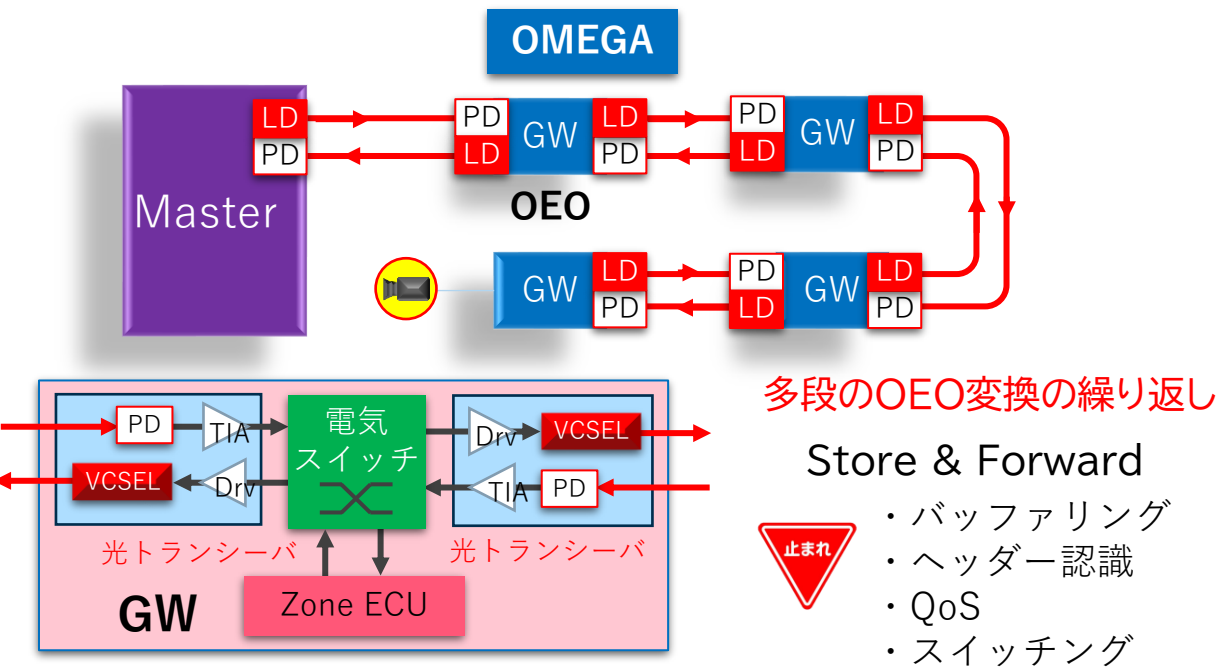 OMEGA
Master
LD
PD
PD
LD
GW
LD
PD
OEO
PD
LD
GW
LD
PD
GW
LD
PD
PD
LD
GW
LD
PD
多段のOEO変換の繰り返し
Store & Forward
・バッファリング
・ヘッダー認識
・QoS
・スイッチング
止まれ
PD
TIA
VCSEL
Drv
光トランシーバ
電気
スイッチ
Drv
VCSEL
TIA
PD
光トランシーバ
GW
Zone ECU